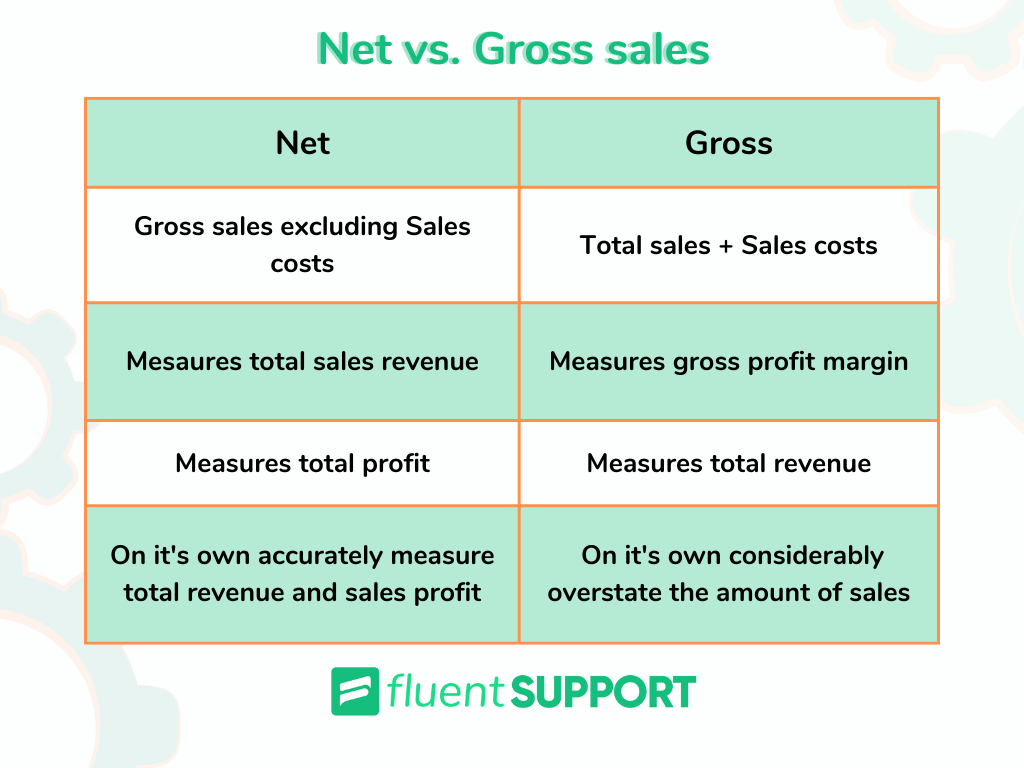 Net vs. Gross sales
Net
Gross
Gross sales excluding Sales
costs
Total sales + Sales costs
Mesaures total sales revenue
Measures gross profit margin
Measures total profit
Measures total revenue
On it's own accurately measure
total revenue and sales profit
On it's own considerably
overstate the amount of sales
fluent SUPPORT